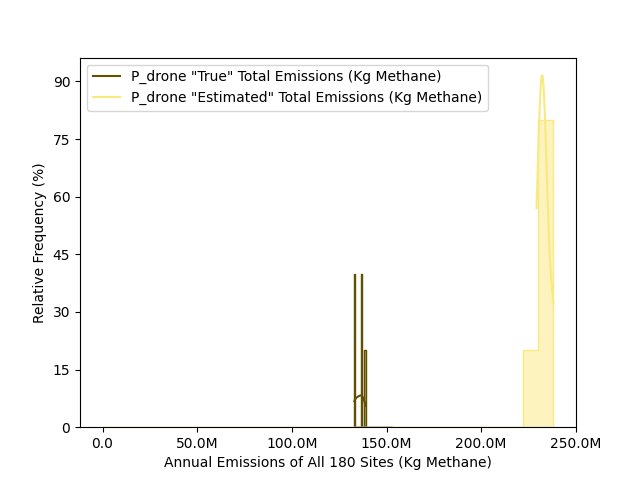 P_drone "True" Total Emissions (Kg Methane)
P_drone "Estimated" Total Emissions (Kg Methane)
90
75
60
45
30
15
0
Relative Frequency (%)
0.0 50.0M 100.0M 150.0M 200.0M 250.0M
Annual Emissions of All 180 Sites (Kg Methane)